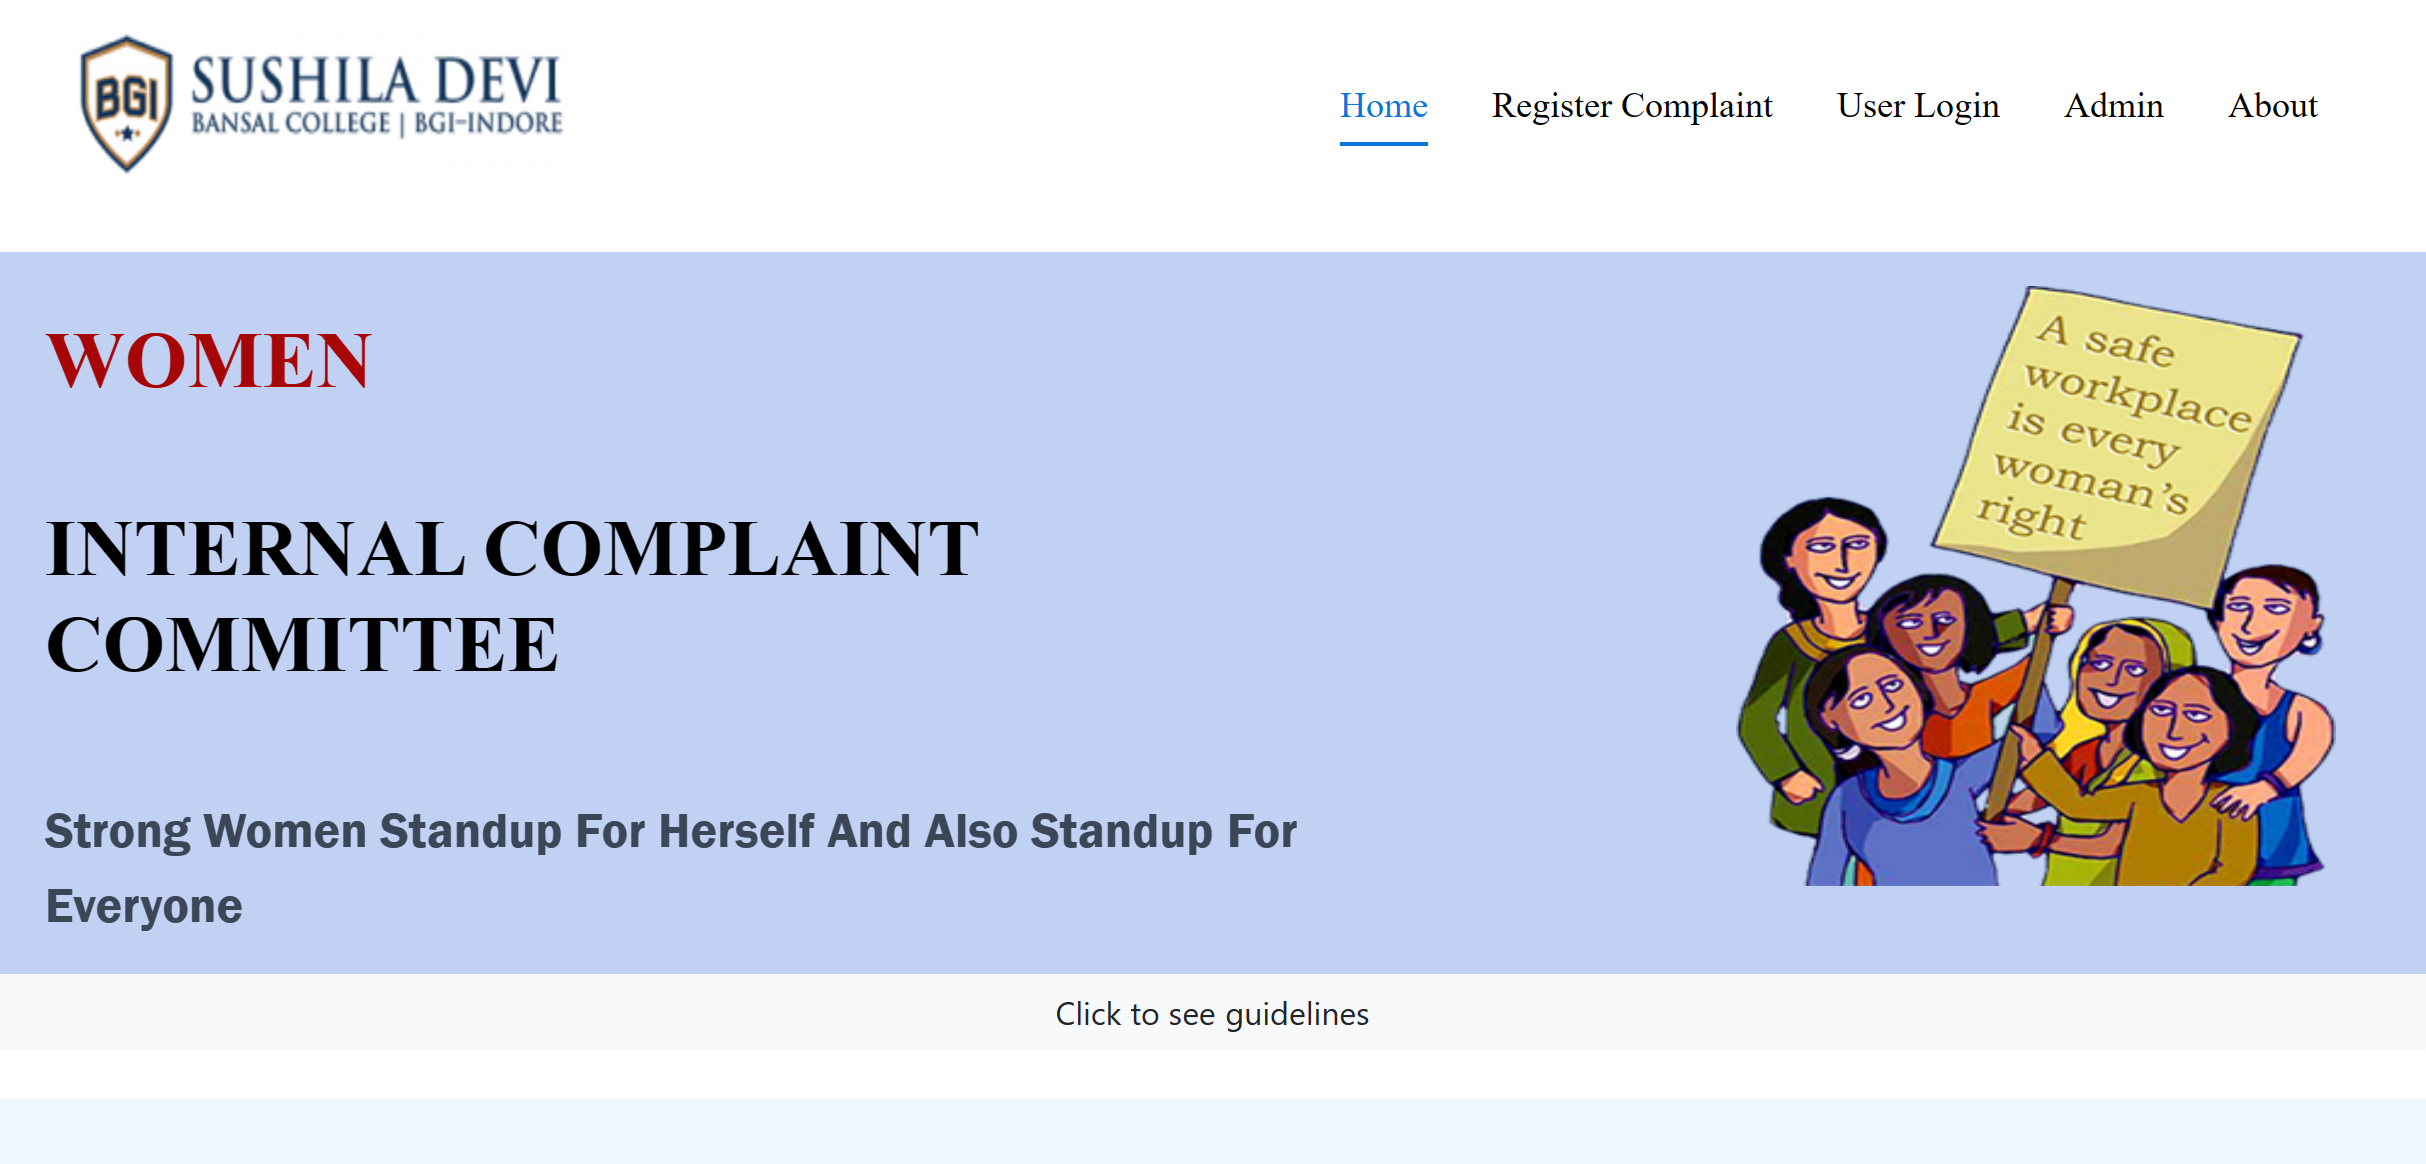 BGI
SUSHILA DEVI
BANSAL COLLEGE | BGI-INDORE
Home
Register Complaint
User Login
Admin
About
WOMEN
INTERNAL COMPLAINT
COMMITTEE
Strong Women Standup For Herself And Also Standup For
Everyone
A safe
workplace
is every
woman's
right
Click to see guidelines